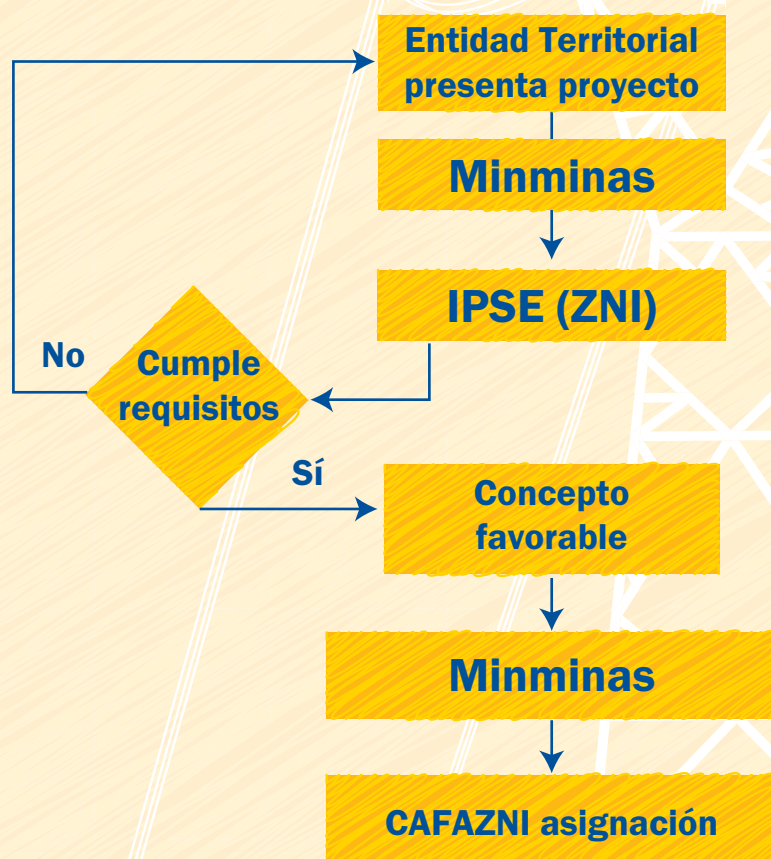 Entidad Territorial
presenta proyecto
Minminas
IPSE (ZNI)
No
Cumple
requisitos
Sí
Concepto
favorable
Minminas
CAFAZNI asignación